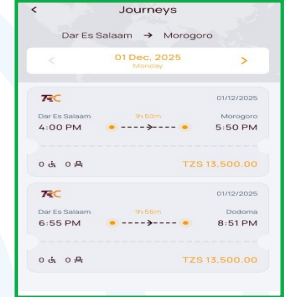 Journeys
Dar Es Salaam → Morogoro
01 Dec, 2025
Monday
TRC 01/12/2025
Dar Es Salaam 1h 50m Morogoro
4:00 PM 5:50 PM
0 0 TZS 13,500.00
TRC 01/12/2025
Dar Es Salaam 1h 56m Dodoma
6:55 PM 8:51 PM
0 0 TZS 13,500.00